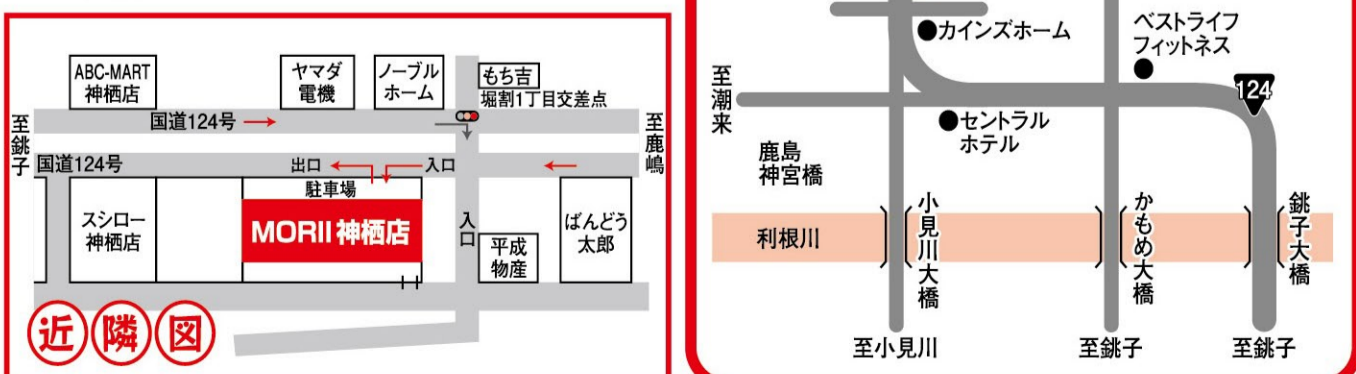 ABC-MART
神栖店
ヤマダ
電機
ノーブル
ホーム
もち吉
堀割1丁目交差点
至銚子
国道124号
至鹿嶋
国道124号
出口
入口
駐車場
スシロー
神栖店
MORII 神栖店
入口
平成
物産
ばんどう
太郎
近隣図
カインズホーム
ベストライフ
フィットネス
至潮来
124
セントラル
ホテル
鹿島
神宮橋
利根川
小見川大橋
かもめ大橋
銚子大橋
至小見川
至銚子
至銚子